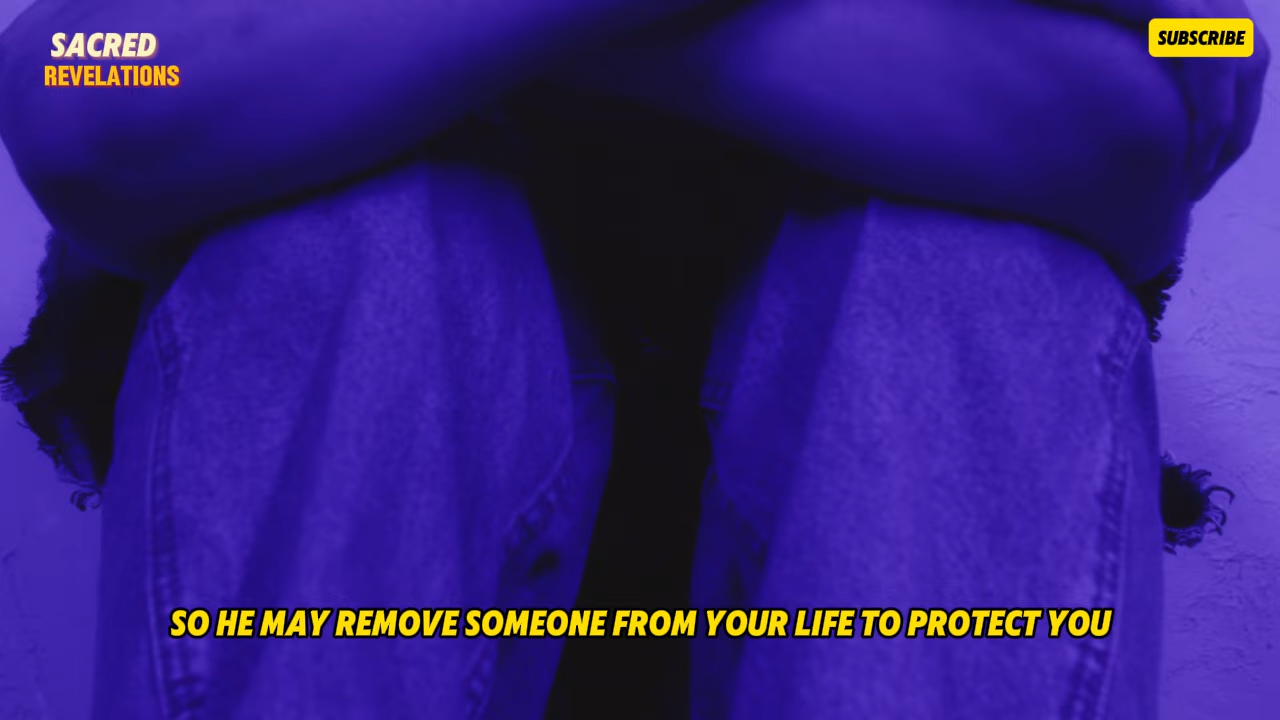 SACRED
REVELATIONS
SUBSCRIBE
SO HE MAY REMOVE SOMEONE FROM YOUR LIFE TO PROTECT YOU